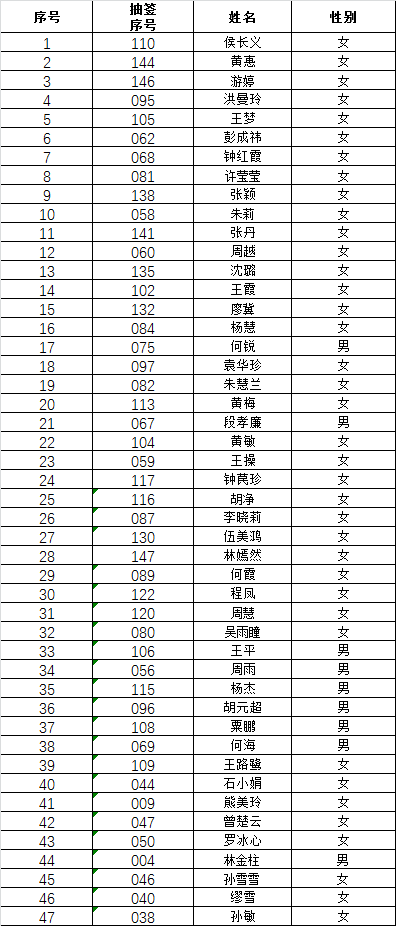 序号 抽签序号 姓名 性别
1 110 侯长义 女
2 144 黄惠 女
3 146 游婷 女
4 095 洪曼玲 女
5 105 王梦 女
6 062 彭成祎 女
7 068 钟红霞 女
8 081 许莹莹 女
9 138 张颖 女
10 058 朱莉 女
11 141 张丹 女
12 060 周越 女
13 135 沈璐 女
14 102 王霞 女
15 132 廖冀 女
16 084 杨慧 女
17 075 何锐 男
18 097 袁华珍 女
19 082 朱慧兰 女
20 113 黄梅 女
21 067 段孝廉 男
22 104 黄敏 女
23 059 王操 女
24 117 钟苠珍 女
25 116 胡净 女
26 087 李晓莉 女
27 130 伍美鸿 女
28 147 林嫣然 女
29 089 何霞 女
30 122 程凤 女
31 120 周慧 女
32 080 吴雨瞳 女
33 106 王平 男
34 056 周雨 男
35 115 杨杰 男
36 096 胡元超 男
37 108 粟鹏 男
38 069 何海 男
39 109 王路鹭 女
40 044 石小娟 女
41 009 熊美玲 女
42 047 曾楚云 女
43 050 罗冰心 女
44 004 林金柱 男
45 046 孙雪雪 女
46 040 缪雪 女
47 038 孙敏 女